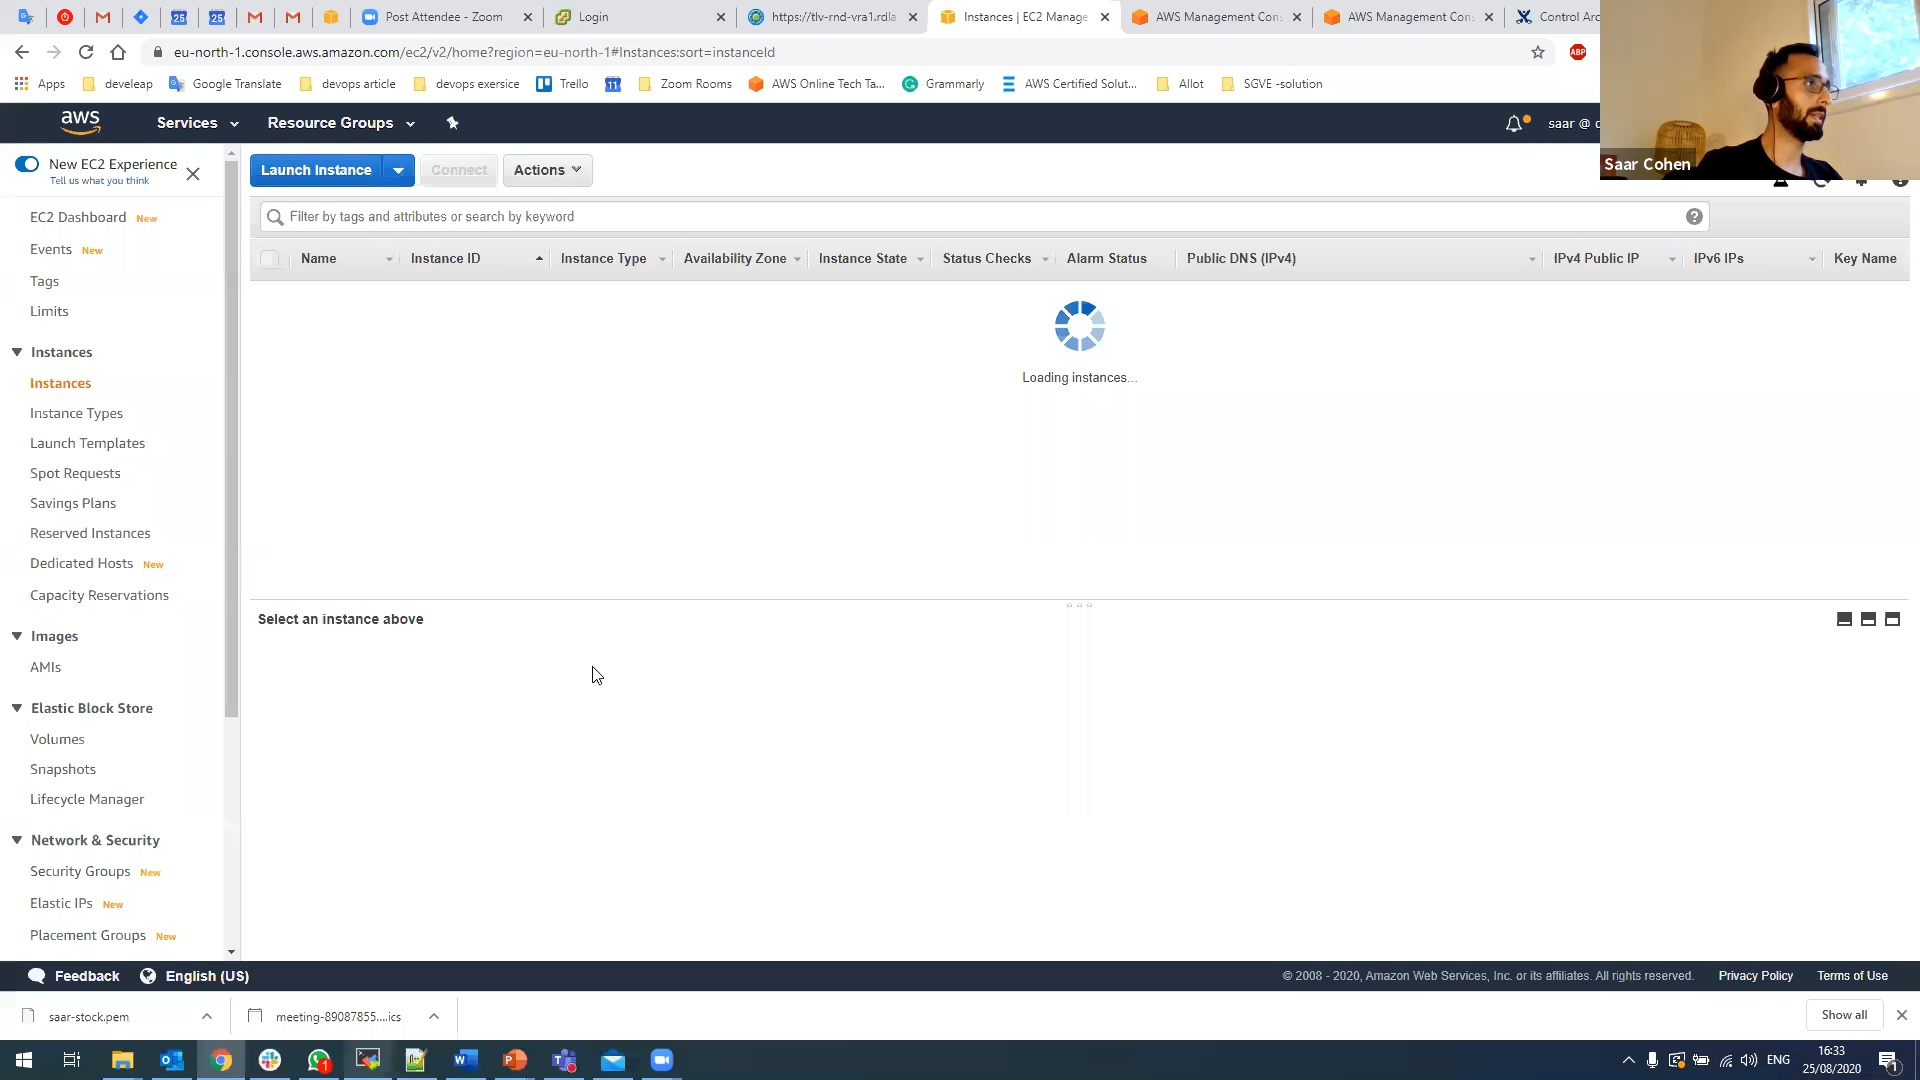 Post Attendee - Zoom
Login
https://tlv-rnd-vra1.rdla
Instances | EC2 Manage
AWS Management Con
AWS Management Con
Control Arc
eu-north-1.console.aws.amazon.com/ec2/v2/home?region=eu-north-1#Instances:sort=instanceId
ABP
Apps
develeap
Google Translate
devops article
devops exersice
Trello
11
Zoom Rooms
AWS Online Tech Ta...
Grammarly
AWS Certified Solut...
Allot
SGVE -solution
aws
Services
Resource Groups
saar @ c
Saar Cohen
New EC2 Experience
Tell us what you think
Launch Instance
Connect
Actions
EC2 Dashboard New
Events New
Tags
Limits
Instances
Instances
Instance Types
Launch Templates
Spot Requests
Savings Plans
Reserved Instances
Dedicated Hosts New
Capacity Reservations
Images
AMIs
Elastic Block Store
Volumes
Snapshots
Lifecycle Manager
Network & Security
Security Groups New
Elastic IPs New
Placement Groups New
Filter by tags and attributes or search by keyword
Name
Instance ID
Instance Type
Availability Zone
Instance State
Status Checks
Alarm Status
Public DNS (IPv4)
IPv4 Public IP
IPv6 IPs
Key Name
Loading instances...
Select an instance above
Feedback
English (US)
© 2008 - 2020, Amazon Web Services, Inc. or its affiliates. All rights reserved.
Privacy Policy
Terms of Use
saar-stock.pem
meeting-89087855....ics
Show all
1
ENG
16:33
25/08/2020
1